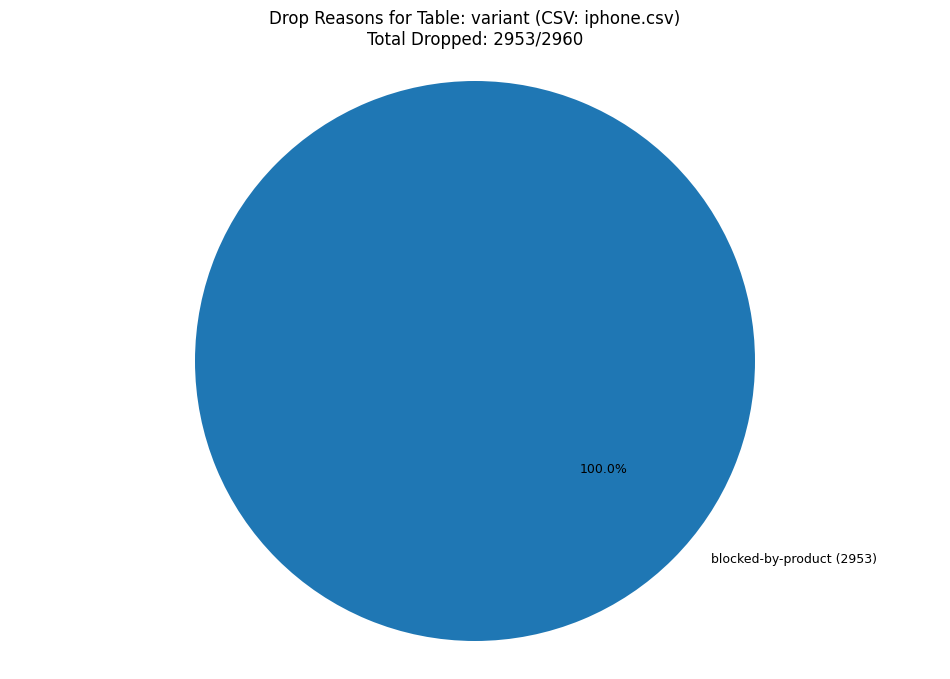 Drop Reasons for Table: variant (CSV: iphone.csv)
Total Dropped: 2953/2960
100.0%
blocked-by-product (2953)